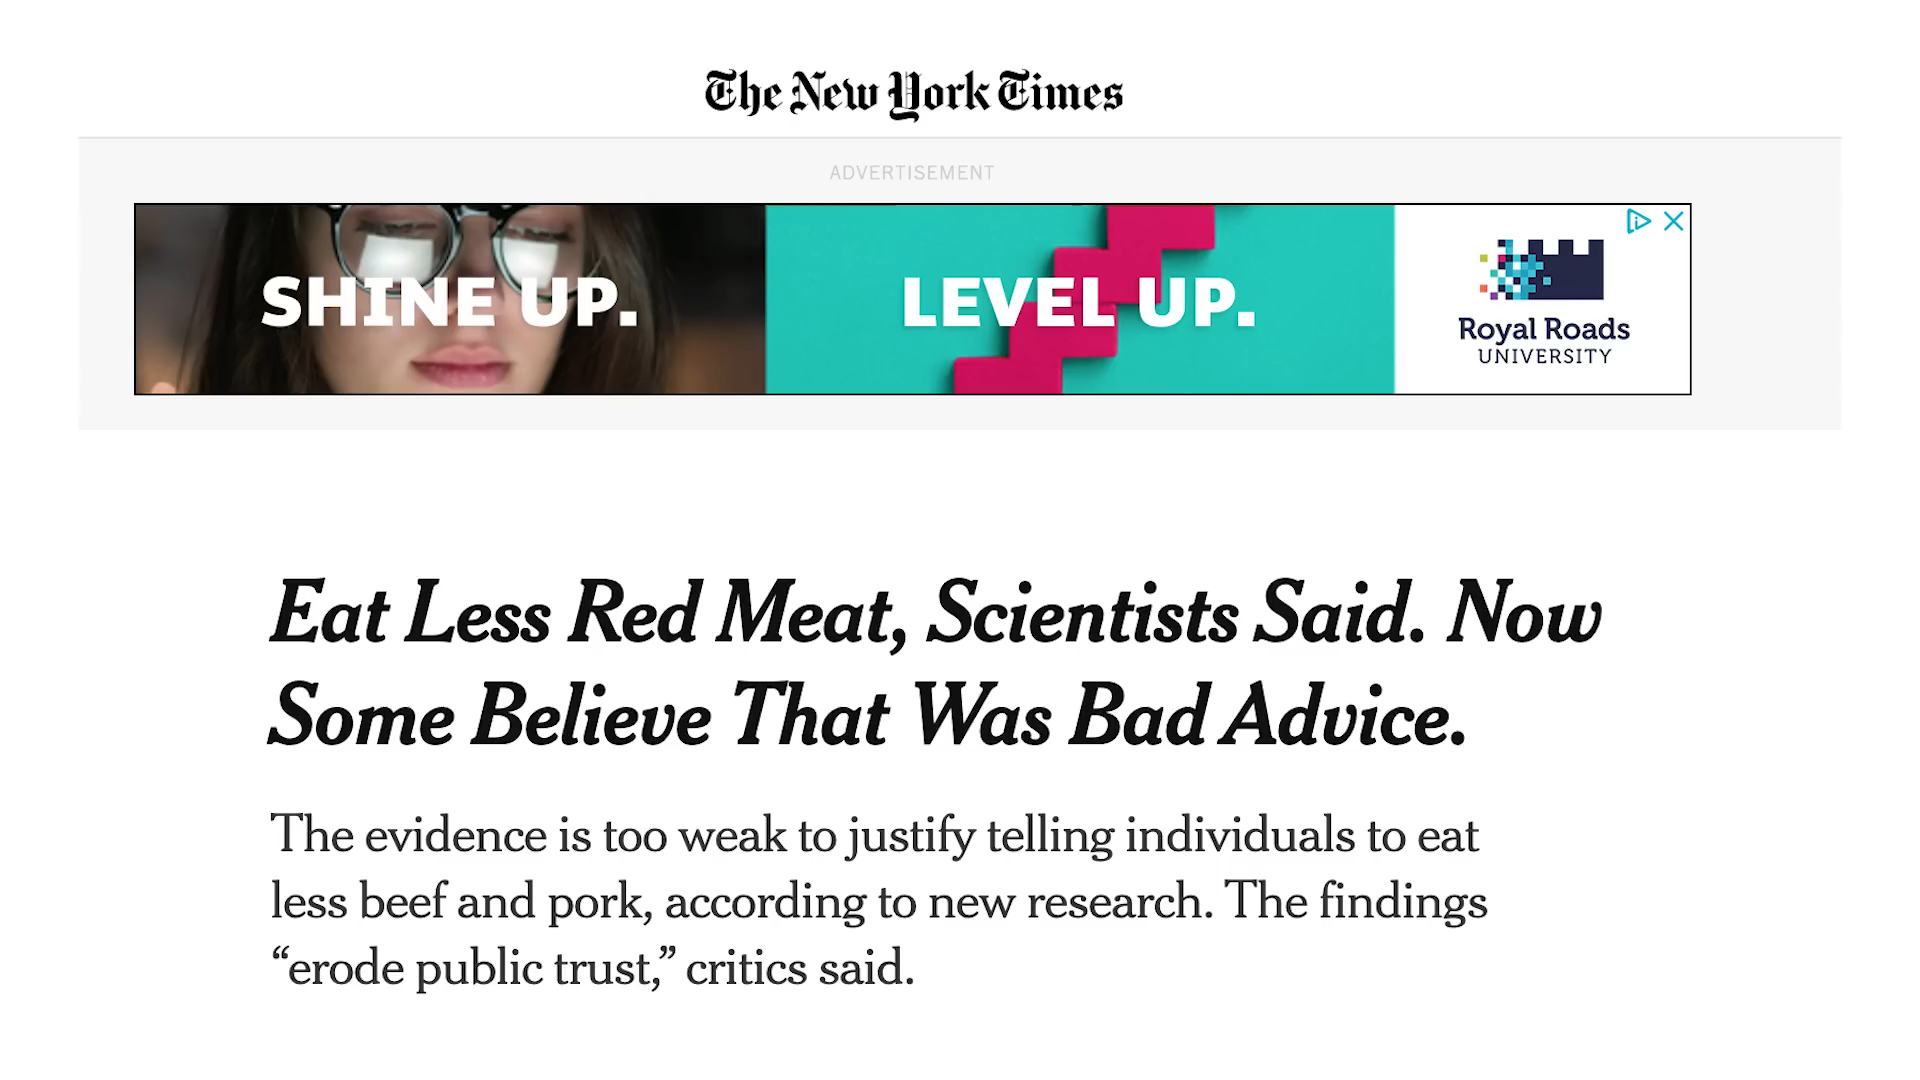 The New York Times
ADVERTISEMENT
SHINE UP.
LEVEL UP.
Royal Roads
UNIVERSITY
Eat Less Red Meat, Scientists Said. Now
Some Believe That Was Bad Advice.
The evidence is too weak to justify telling individuals to eat
less beef and pork, according to new research. The findings
“erode public trust,” critics said.